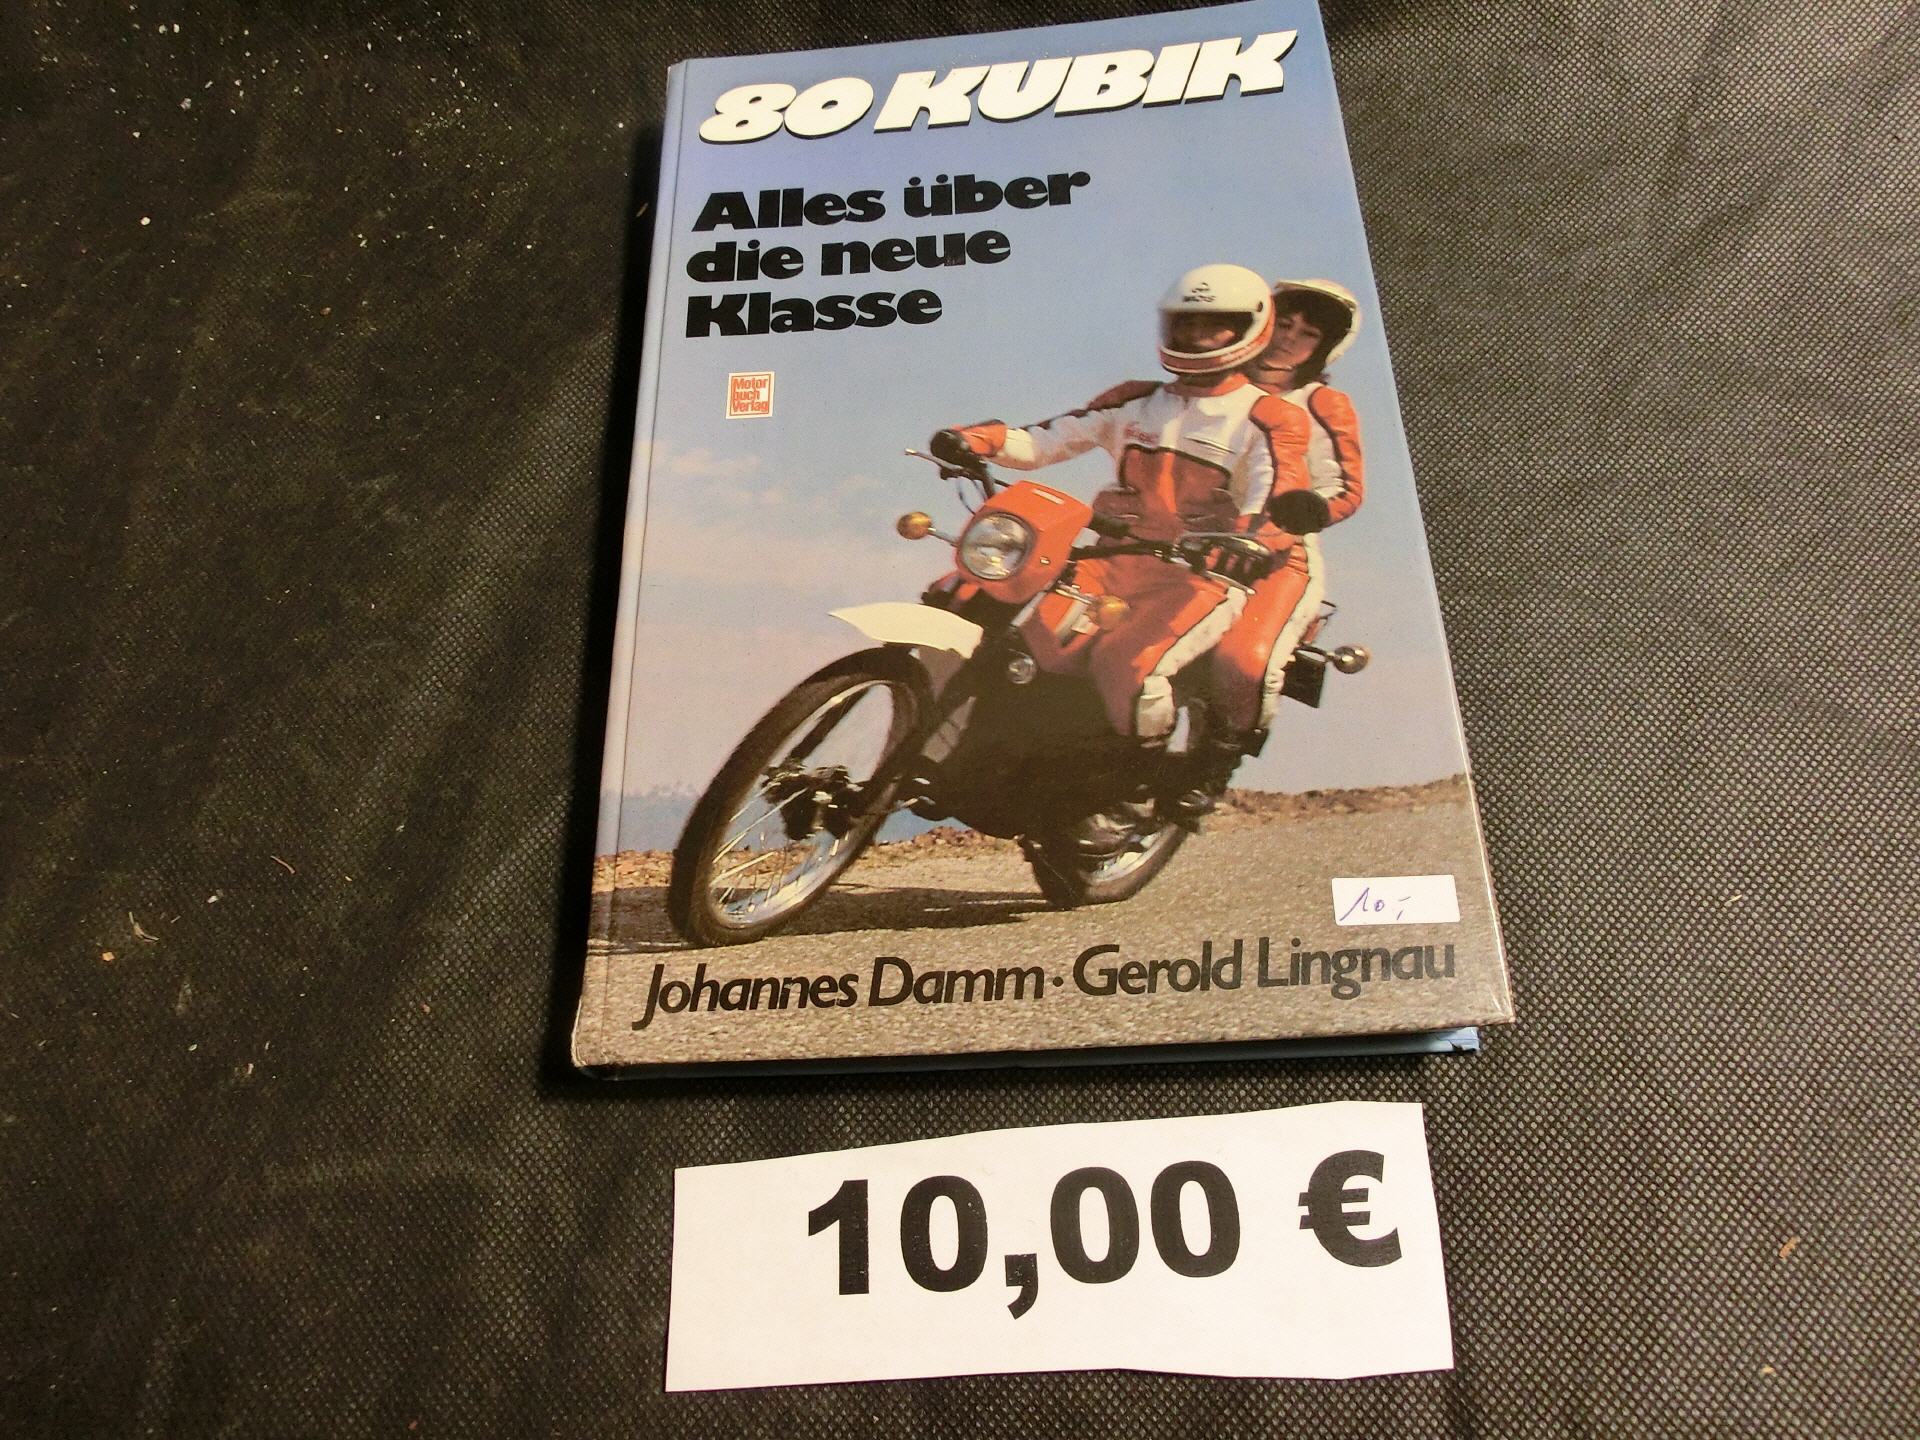 80 KUBIK
Alles über
die neue
Klasse
Motor
buch
Verlag
10,-
Johannes Damm · Gerold Lingnau
10,00 €